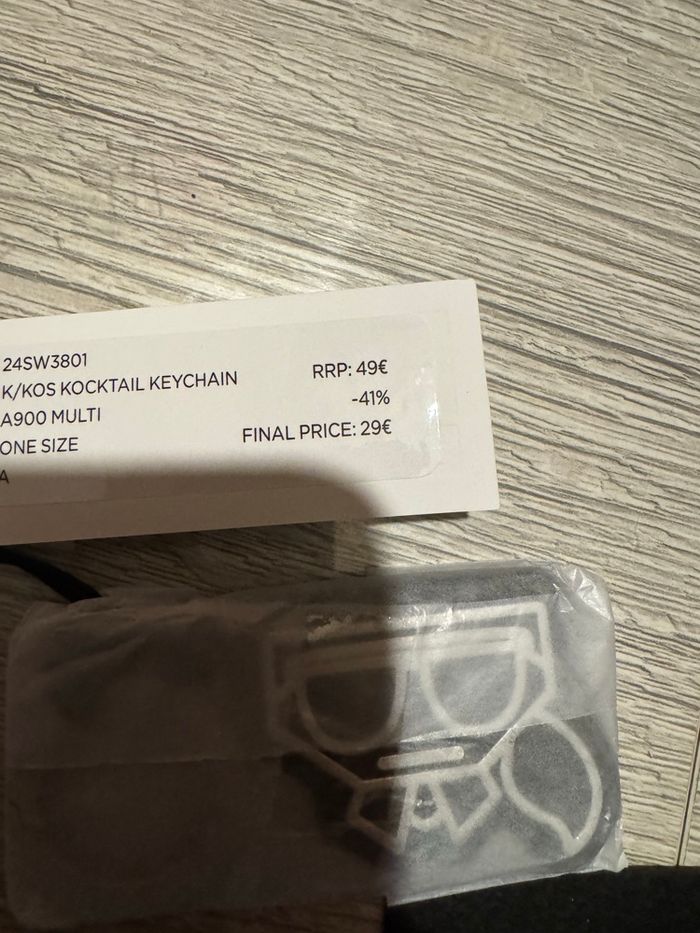 24SW3801
K/KOS KOCKTAIL KEYCHAIN
A900 MULTI
ONE SIZE
A
RRP: 49€
-41%
FINAL PRICE: 29€